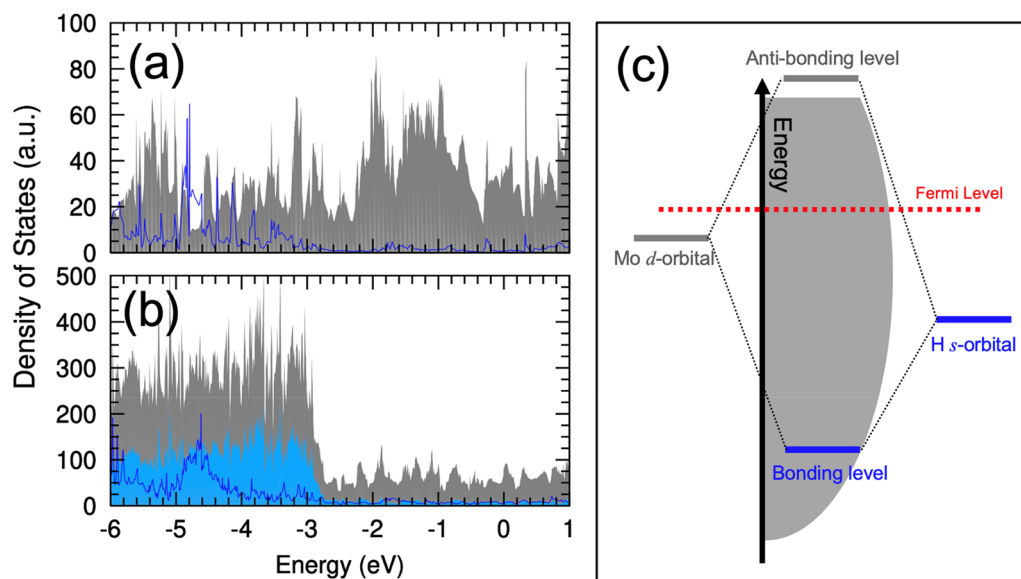 Density of States (a.u.)
100
80
60
40
20
0
(a)
500
400
300
200
100
0
(b)
-6
-5
-4
-3
-2
-1
0
1
Energy (eV)
(c)
Anti-bonding level
Energy
Fermi Level
Mo d-orbital
H s-orbital
Bonding level